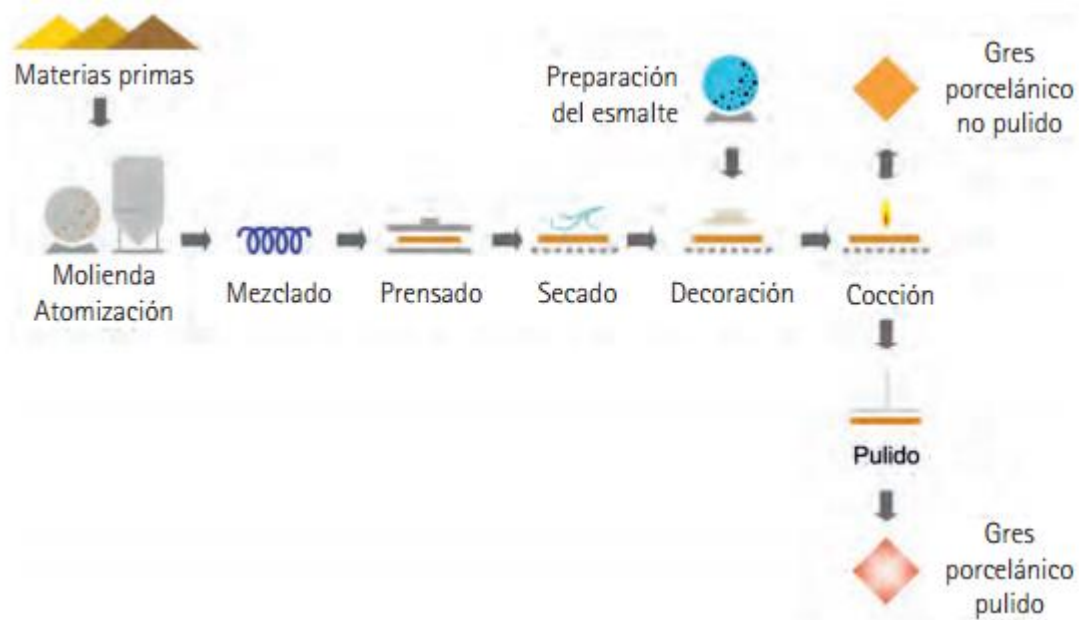 Materias primas
Molienda
Atomización
Mezclado
Prensado
Secado
Preparación
del esmalte
Decoración
Cocción
Gres
porcelánico
no pulido
Pulido
Gres
porcelánico
pulido